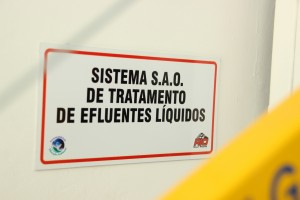 SISTEMA S.A.O.
DE TRATAMENTO
DE EFLUENTES LÍQUIDOS